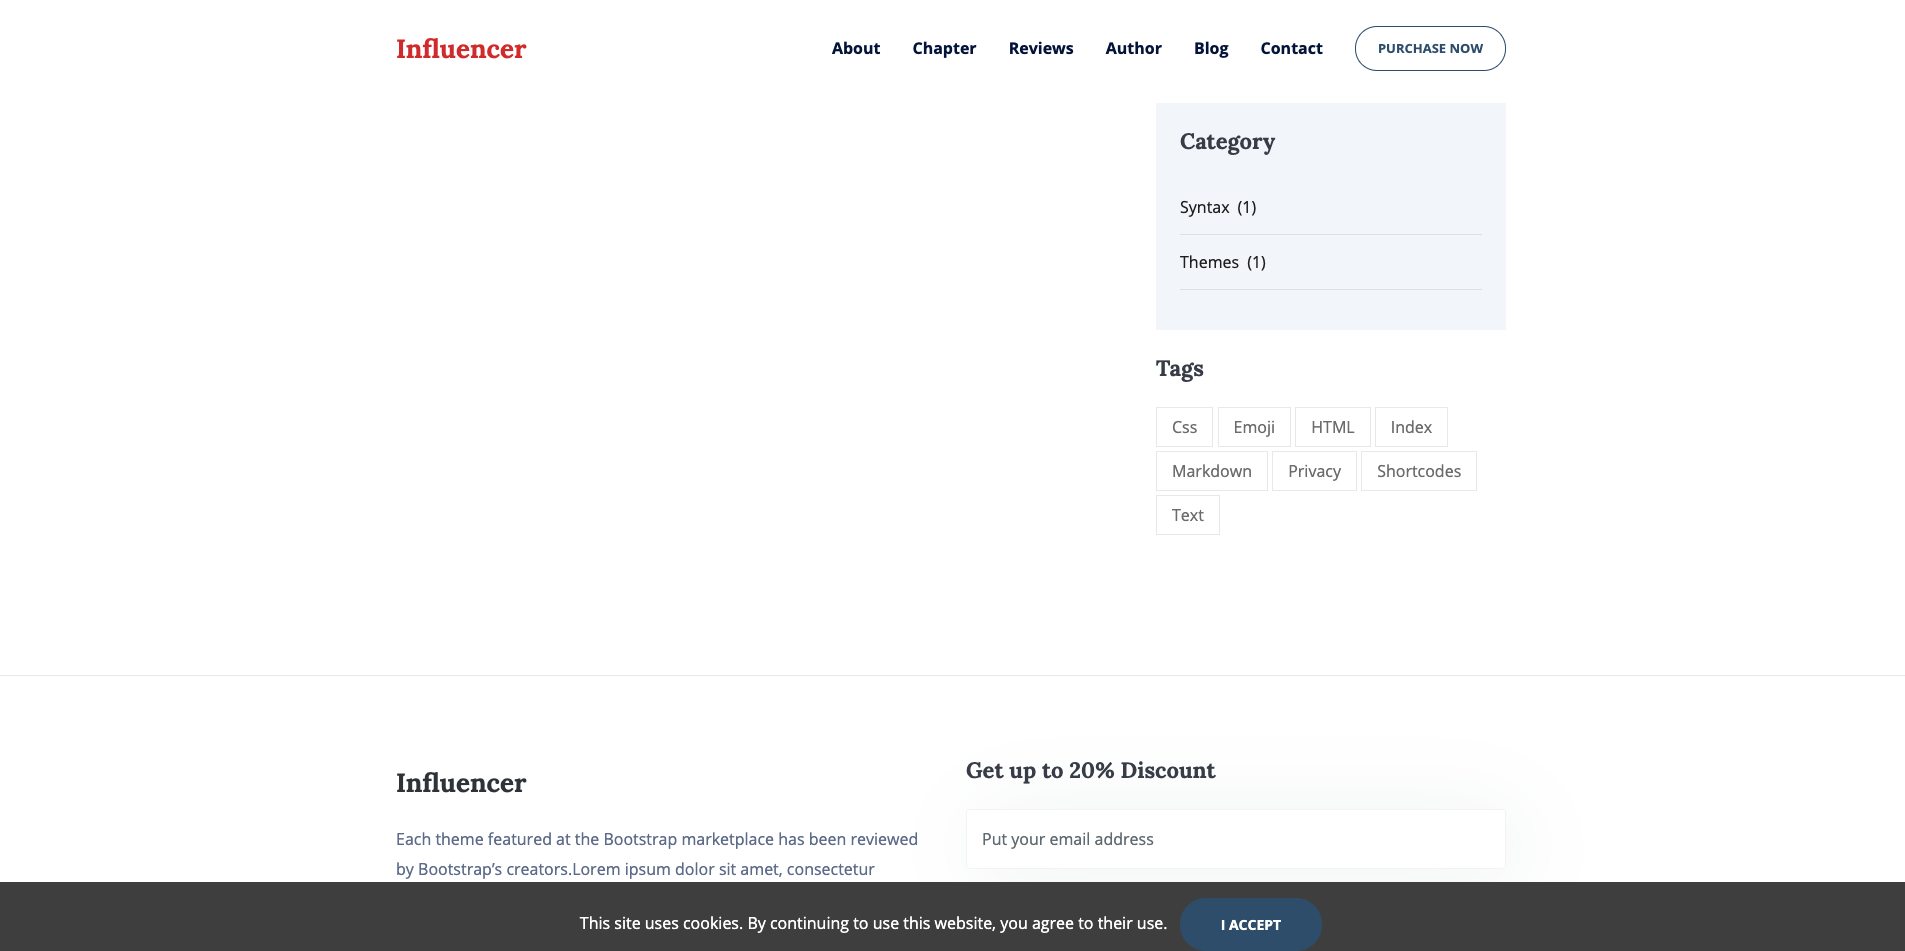 Influencer
About
Chapter
Reviews
Author
Blog
Contact
PURCHASE NOW
Category
Syntax (1)
Themes (1)
Tags
Css
Emoji
HTML
Index
Markdown
Privacy
Shortcodes
Text
Influencer
Each theme featured at the Bootstrap marketplace has been reviewed
by Bootstrap’s creators.Lorem ipsum dolor sit amet, consectetur
Get up to 20% Discount
Put your email address
This site uses cookies. By continuing to use this website, you agree to their use.
I ACCEPT